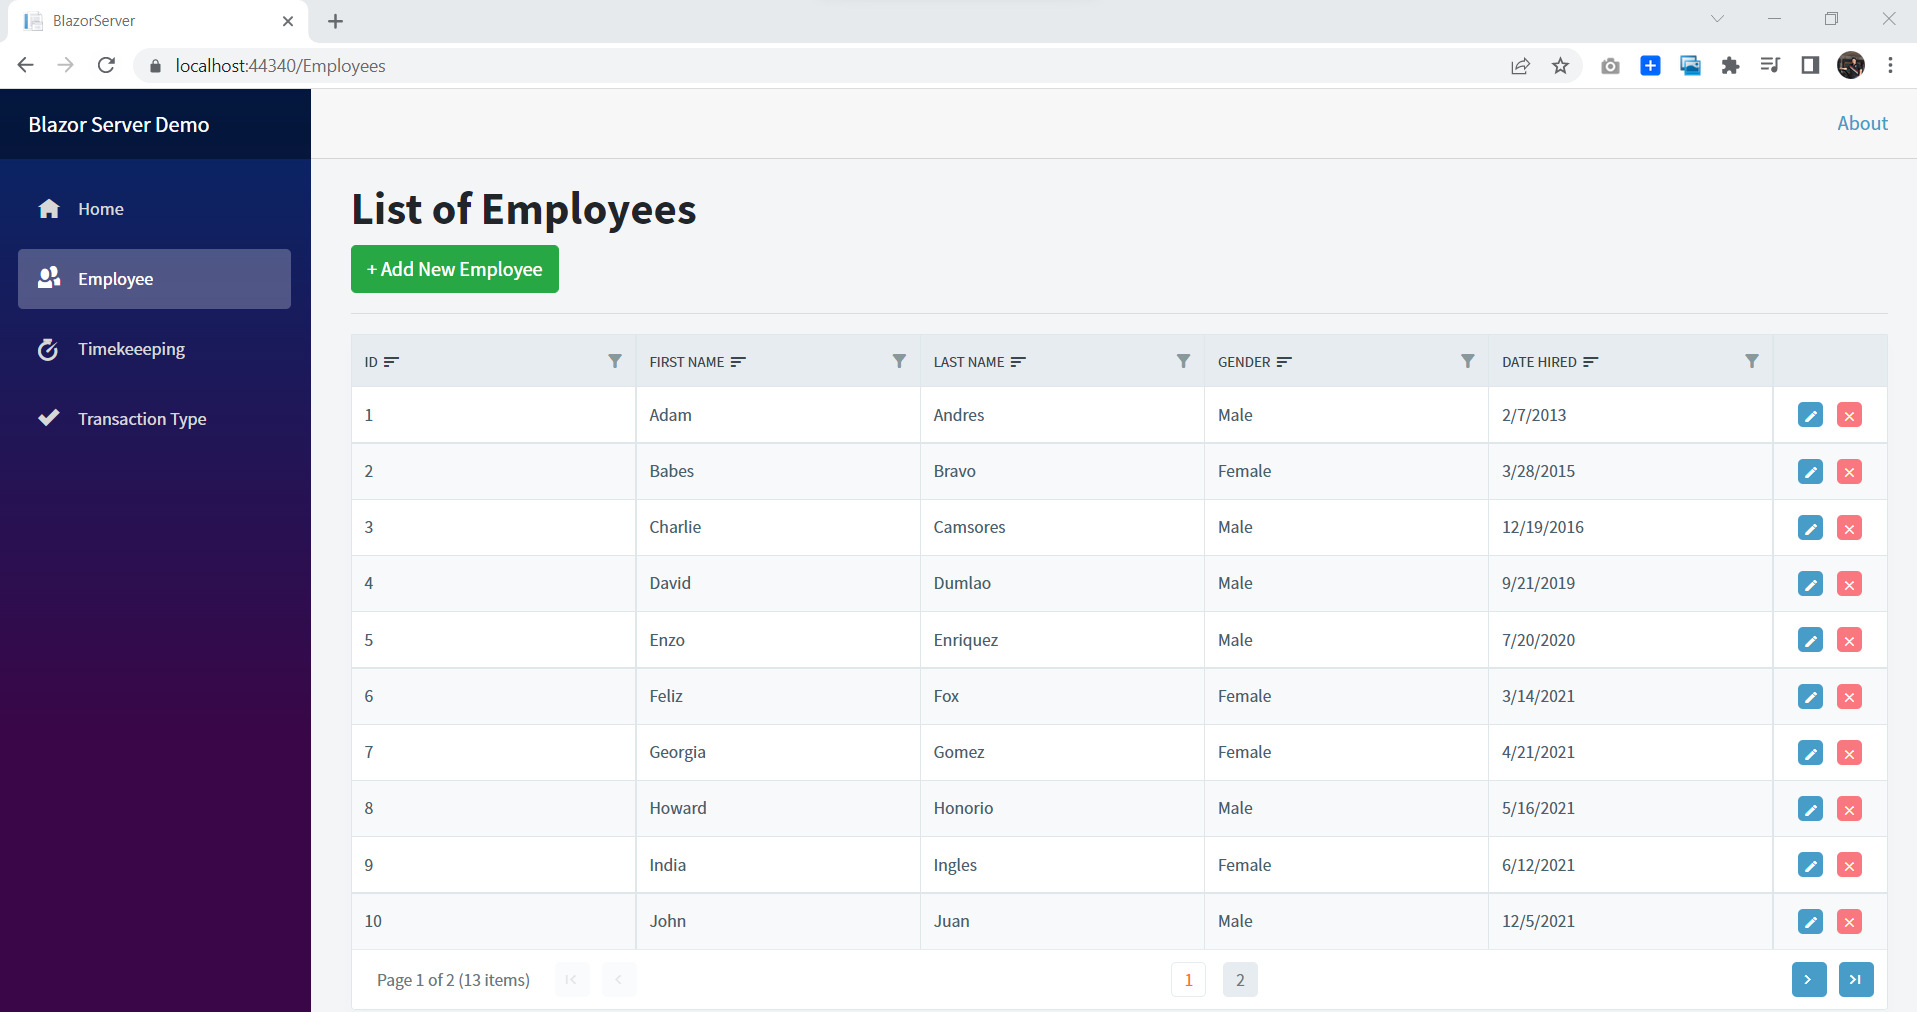 BlazorServer
localhost:44340/Employees
Blazor Server Demo
About
Home
Employee
Timekeeeping
Transaction Type
List of Employees
+ Add New Employee
ID FIRST NAME LAST NAME GENDER DATE HIRED
1 Adam Andres Male 2/7/2013
2 Babes Bravo Female 3/28/2015
3 Charlie Camsores Male 12/19/2016
4 David Dumlao Male 9/21/2019
5 Enzo Enriquez Male 7/20/2020
6 Feliz Fox Female 3/14/2021
7 Georgia Gomez Female 4/21/2021
8 Howard Honorio Male 5/16/2021
9 India Ingles Female 6/12/2021
10 John Juan Male 12/5/2021
Page 1 of 2 (13 items) 1 2